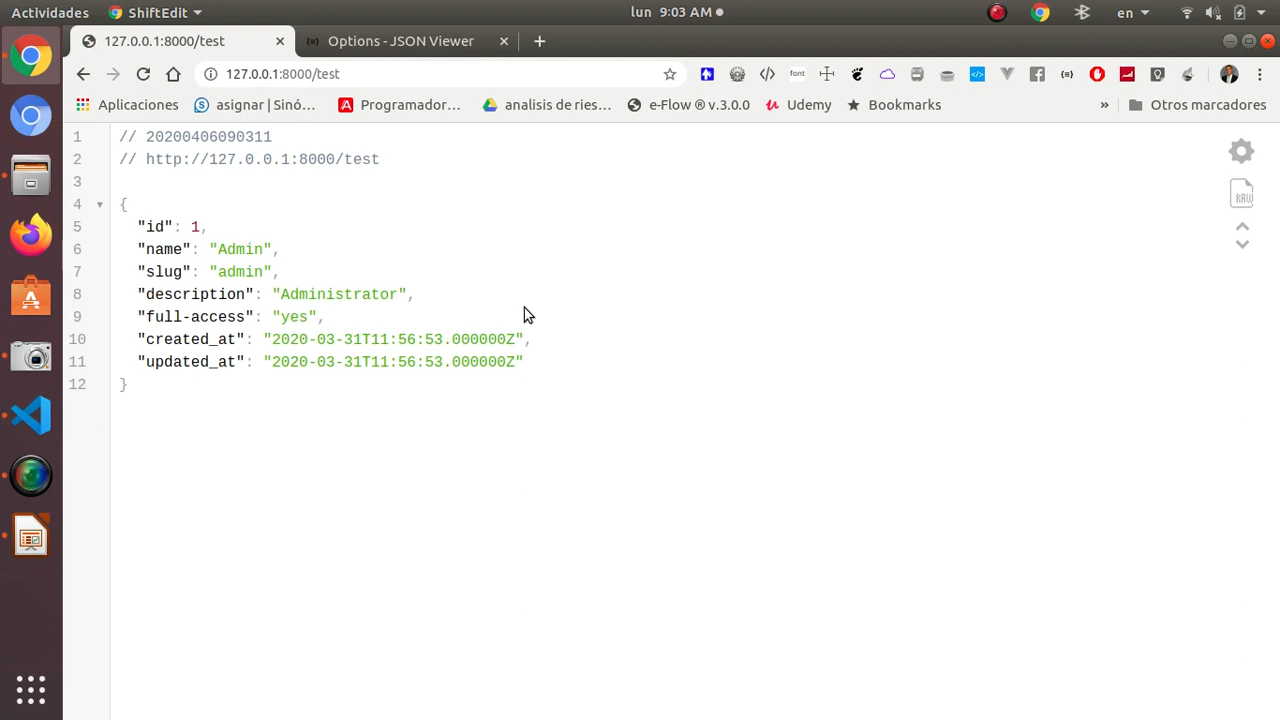 Actividades ShiftEdit lun 9:03 AM en
127.0.0.1:8000/test Options - JSON Viewer
127.0.0.1:8000/test font
Aplicaciones asignar | Sinó... Programador... analisis de ries... e-Flow ® v.3.0.0 Udemy Bookmarks » Otros marcadores
1 // 20200406090311
2 // http://127.0.0.1:8000/test
3
4 {
5 "id": 1,
6 "name": "Admin",
7 "slug": "admin",
8 "description": "Administrator",
9 "full-access": "yes",
10 "created_at": "2020-03-31T11:56:53.000000Z",
11 "updated_at": "2020-03-31T11:56:53.000000Z"
12 }
RAW